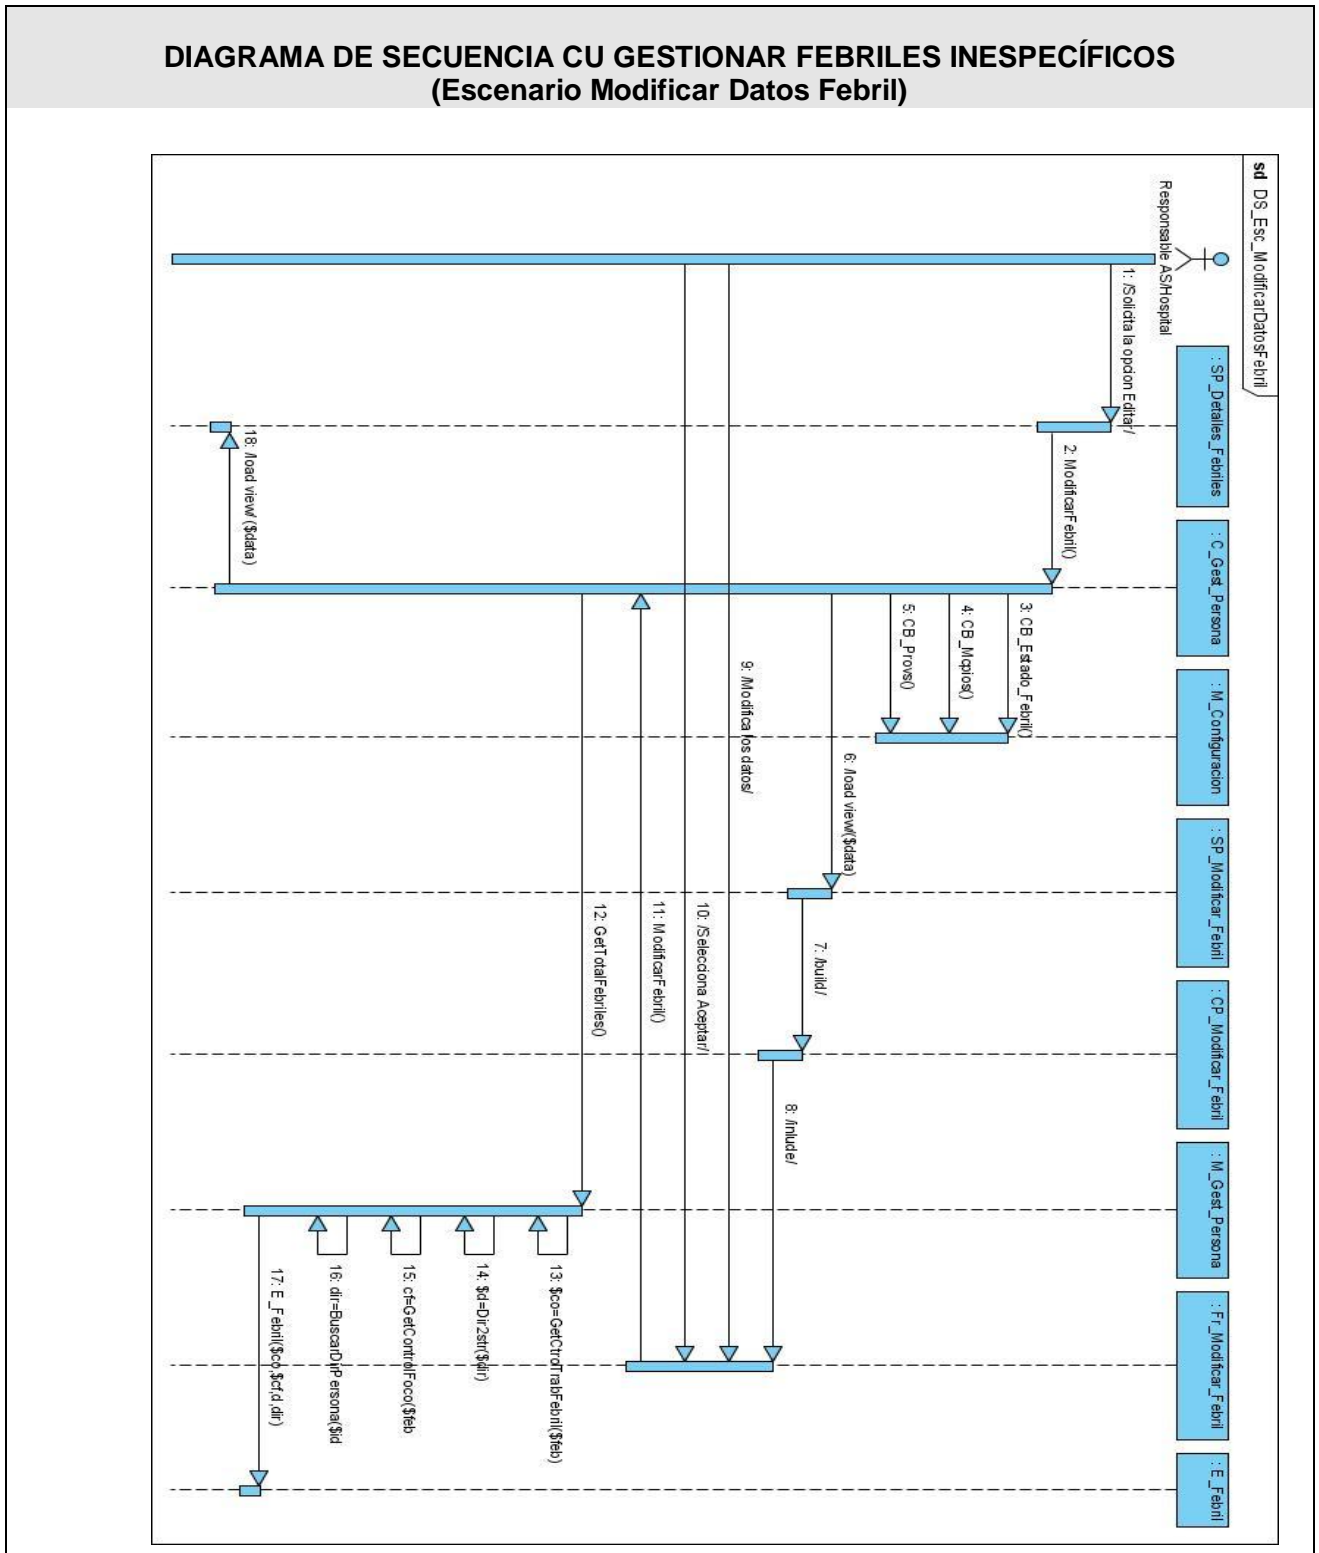 DIAGRAMA DE SECUENCIA CU GESTIONAR FEBRILES INESPECÍFICOS
(Escenario Modificar Datos Febril)
sd DS_Esc_ModificarDatosFebril
Responsable AS/Hospital
: SP_Detalles_Febriles
: C_Gest_Persona
: M_Configuracion
: SP_Modificar_Febril
: CP_Modificar_Febril
: M_Gest_Persona
: Fr_Modificar_Febril
: E_Febril
1: /Solicita la opcion Editar/
2: ModificarFebril()
3: CB_Estado_Febril()
4: CB_Mcpios()
5: CB_Provs()
6: /load view/($data)
7: /build/
8: /inlude/
9: /Modifica los datos/
10: /Selecciona Aceptar/
11: ModificarFebril()
12: GetTotalFebriles()
13: $co=GetCtroTrabFebril($feb)
14: $d=Dir2str($dir)
15: cf=GetControlFoco($feb
16: dir=BuscarDirPersona($id
17: E_Febril($co,$cf,d,dir)
18: /load view/ ($data)